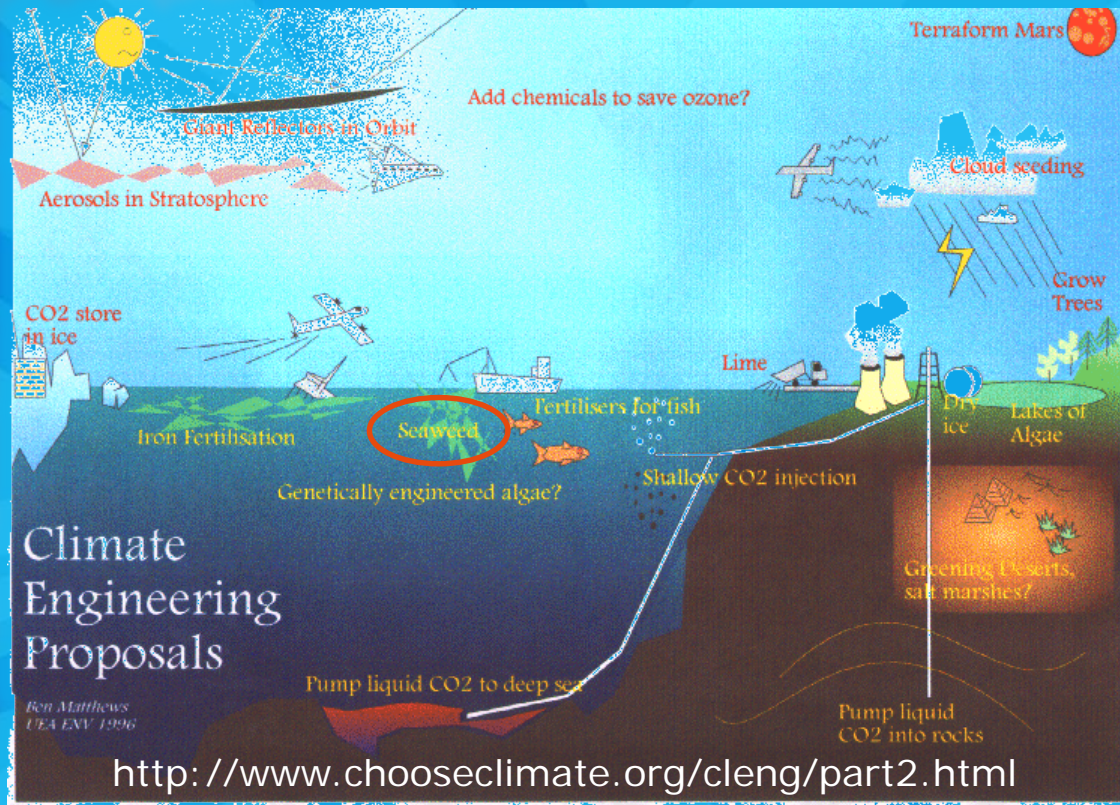 Terraform Mars
Add chemicals to save ozone?
Giant Reflectors in Orbit
Cloud seeding
Aerosols in Stratosphere
Grow
Trees
CO2 store
in ice
Lime
Fertilisers for fish
Dry
ice
Lakes of
Algae
Iron Fertilisation
Seaweed
Shallow CO2 injection
Genetically engineered algae?
Climate
Engineering
Proposals
Greening Deserts,
salt marshes?
Pump liquid CO2 to deep sea
Ben Matthews
UEA ENV 1996
Pump liquid
CO2 into rocks
http://www.chooseclimate.org/cleng/part2.html